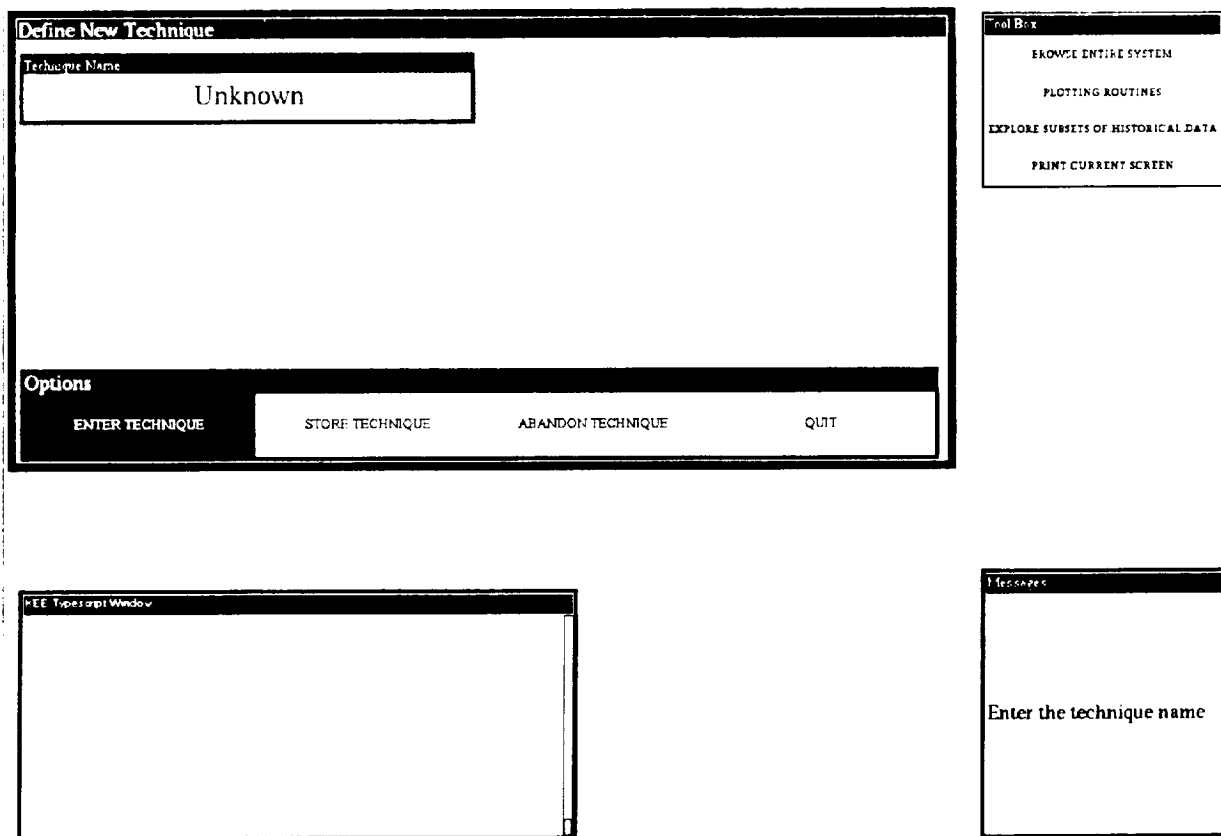 Define New Technique
Technique Name
Unknown
Options
ENTER TECHNIQUE STORE TECHNIQUE ABANDON TECHNIQUE QUIT
Tool Box
BROWSE ENTIRE SYSTEM
PLOTTING ROUTINES
EXPLORE SUBSETS OF HISTORICAL DATA
PRINT CURRENT SCREEN
KEE Typescript Window
Messages
Enter the technique name